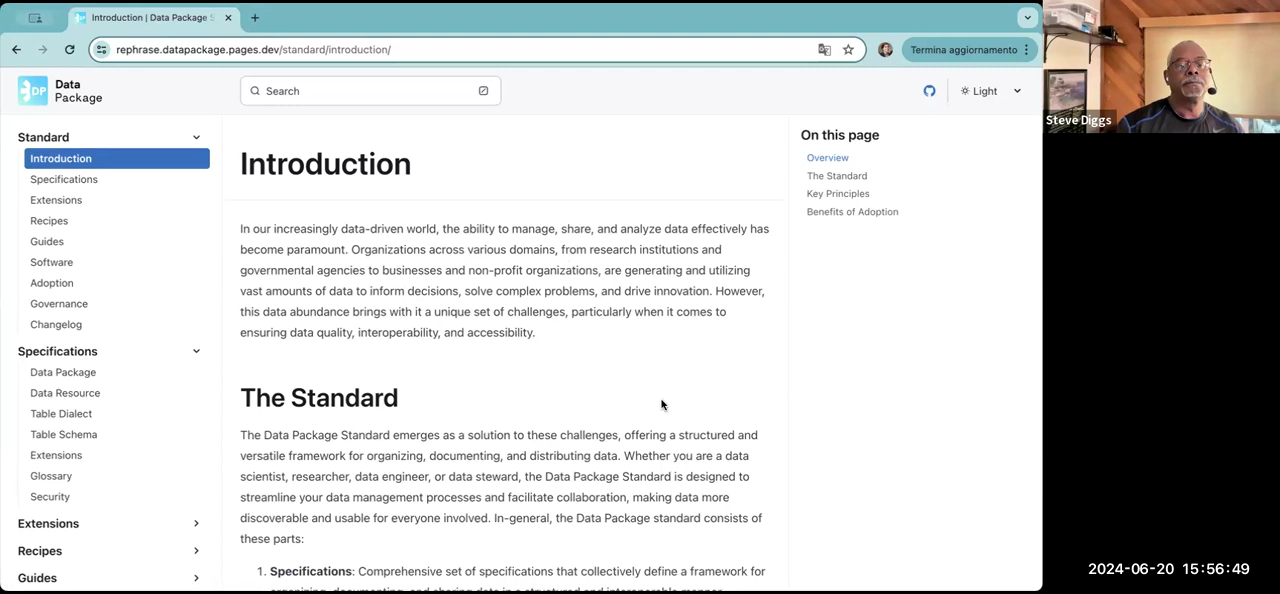 Introduction | Data Package S
rephrase.datapackage.pages.dev/standard/introduction/
Termina aggiornamento
DP
Data
Package
Search
Light
Standard
Introduction
Specifications
Extensions
Recipes
Guides
Software
Adoption
Governance
Changelog
Specifications
Data Package
Data Resource
Table Dialect
Table Schema
Extensions
Glossary
Security
Extensions
Recipes
Guides
Introduction
In our increasingly data-driven world, the ability to manage, share, and analyze data effectively has
become paramount. Organizations across various domains, from research institutions and
governmental agencies to businesses and non-profit organizations, are generating and utilizing
vast amounts of data to inform decisions, solve complex problems, and drive innovation. However,
this data abundance brings with it a unique set of challenges, particularly when it comes to
ensuring data quality, interoperability, and accessibility.
The Standard
The Data Package Standard emerges as a solution to these challenges, offering a structured and
versatile framework for organizing, documenting, and distributing data. Whether you are a data
scientist, researcher, data engineer, or data steward, the Data Package Standard is designed to
streamline your data management processes and facilitate collaboration, making data more
discoverable and usable for everyone involved. In-general, the Data Package standard consists of
these parts:
1. Specifications: Comprehensive set of specifications that collectively define a framework for
organizing, documenting, and sharing data in a structured and interoperable manner.
On this page
Overview
The Standard
Key Principles
Benefits of Adoption
Steve Diggs
2024-06-20 15:56:49